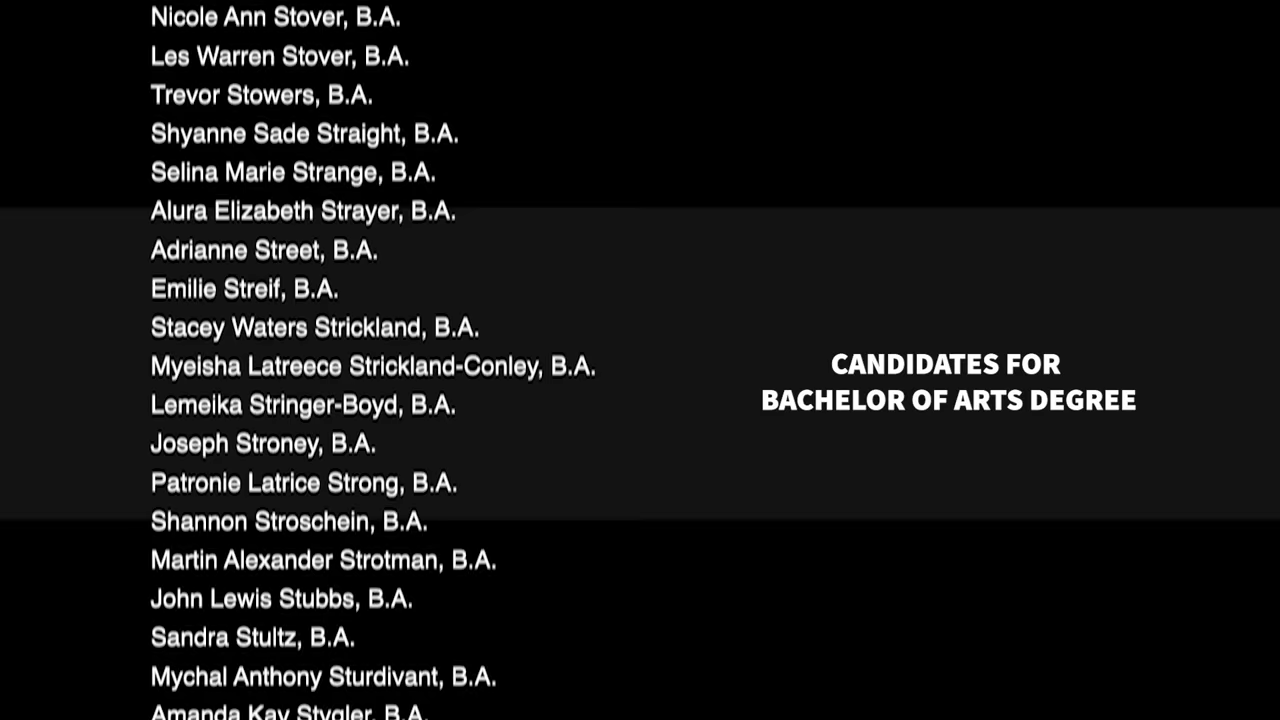 Nicole Ann Stover, B.A.
Les Warren Stover, B.A.
Trevor Stowers, B.A.
Shyanne Sade Straight, B.A.
Selina Marie Strange, B.A.
Alura Elizabeth Strayer, B.A.
Adrianne Street, B.A.
Emilie Streif, B.A.
Stacey Waters Strickland, B.A.
Myeisha Latreece Strickland-Conley, B.A.
Lemeika Stringer-Boyd, B.A.
Joseph Stroney, B.A.
Patronie Latrice Strong, B.A.
Shannon Stroschein, B.A.
Martin Alexander Strotman, B.A.
John Lewis Stubbs, B.A.
Sandra Stultz, B.A.
Mychal Anthony Sturdivant, B.A.
Amanda Kay Stygler, B.A.
CANDIDATES FOR
BACHELOR OF ARTS DEGREE